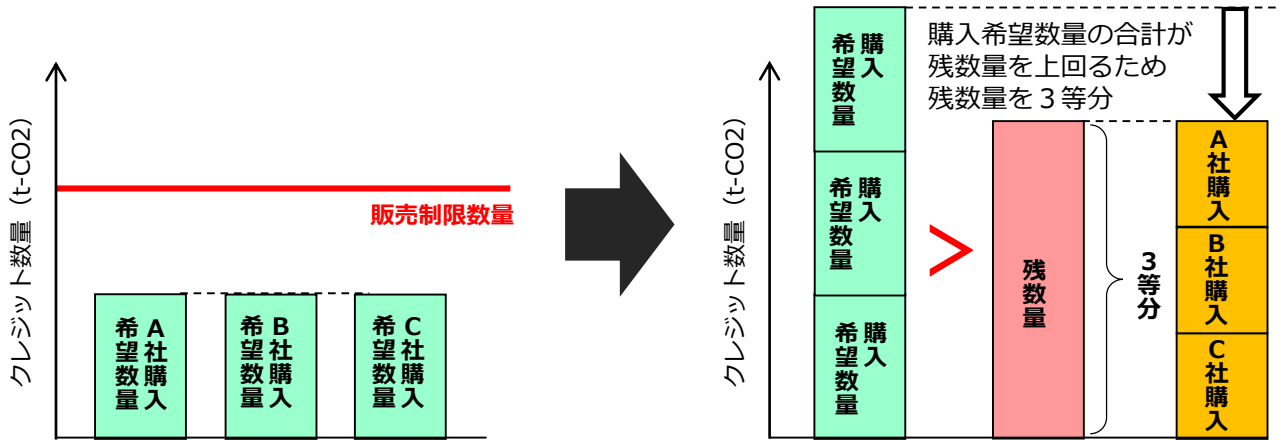 クレジット数量（t-CO2）
販売制限数量
A社購入
希望数量
B社購入
希望数量
C社購入
希望数量
クレジット数量（t-CO2）
購入
希望数量
購入
希望数量
購入
希望数量
購入希望数量の合計が
残数量を上回るため
残数量を３等分
>
残数量
３等分
A社購入
B社購入
C社購入